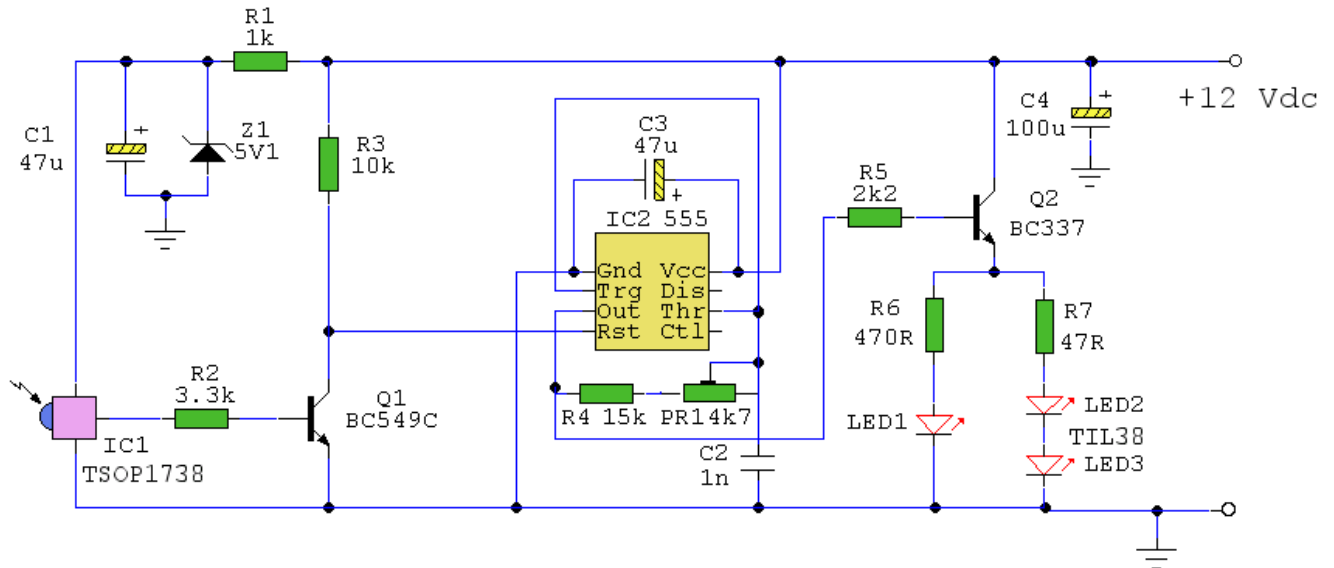 R1
1k
C1
47u
+
Z1
5V1
R3
10k
C3
47u
+
IC2 555
Gnd Vcc
Trg Dis
Out Thr
Rst Ctl
R5
2k2
Q2
BC337
C4
100u
+
+12 Vdc
R6
470R
R7
47R
R2
3.3k
Q1
BC549C
IC1
TSOP1738
R4 15k
PR14k7
C2
1n
LED1
LED2
TIL38
LED3